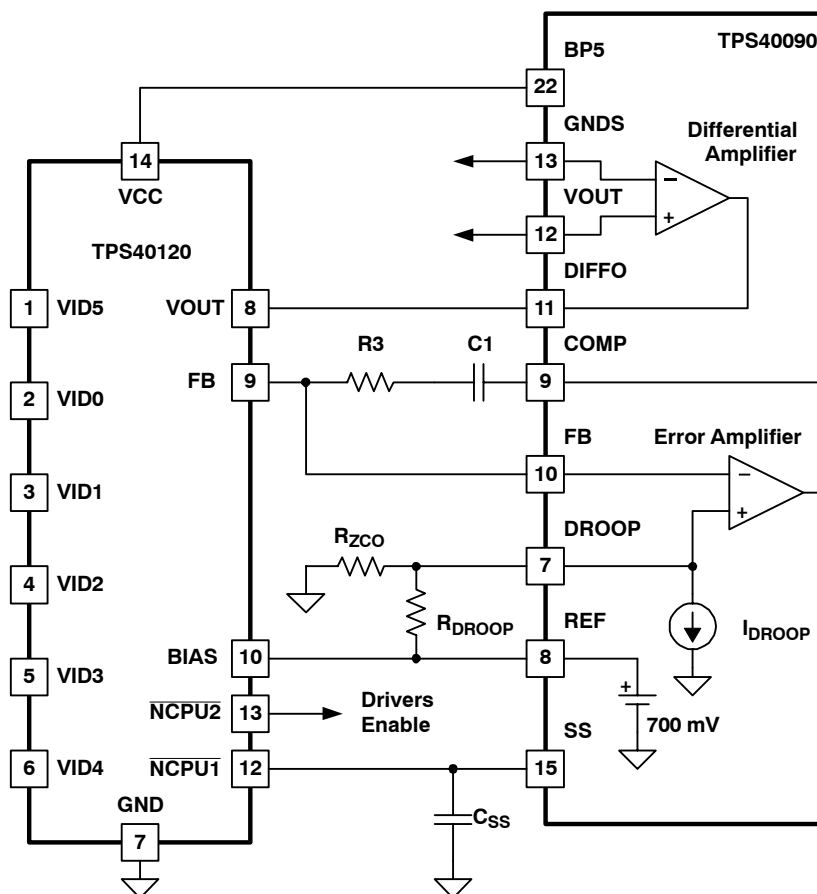 TPS40090
BP5
22
GNDS
Differential
Amplifier
14
VCC
13
−
VOUT
+
12
TPS40120
DIFFO
1
VID5
VOUT
8
11
R3
C1
COMP
FB
9
9
2
VID0
FB
Error Amplifier
10
−
3
VID1
+
RZCO
DROOP
7
4
VID2
RDROOP
REF
IDROOP
BIAS
10
8
5
VID3
NCPU2
13
Drivers
Enable
+
700 mV
SS
6
VID4
NCPU1
12
15
GND
7
CSS